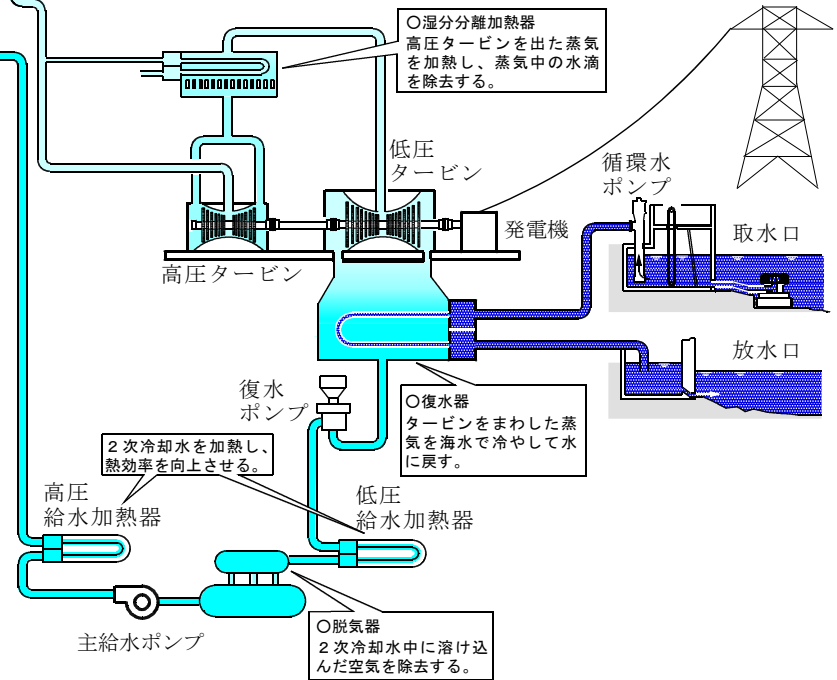 ○湿分分離加熱器
高圧タービンを出た蒸気
を加熱し、蒸気中の水滴
を除去する。
低圧
タービン
循環水
ポンプ
取水口
発電機
高圧タービン
放水口
復水
ポンプ
○復水器
タービンをまわした蒸
気を海水で冷やして水
に戻す。
２次冷却水を加熱し、
熱効率を向上させる。
高圧
給水加熱器
低圧
給水加熱器
主給水ポンプ
○脱気器
２次冷却水中に溶け込
んだ空気を除去する。